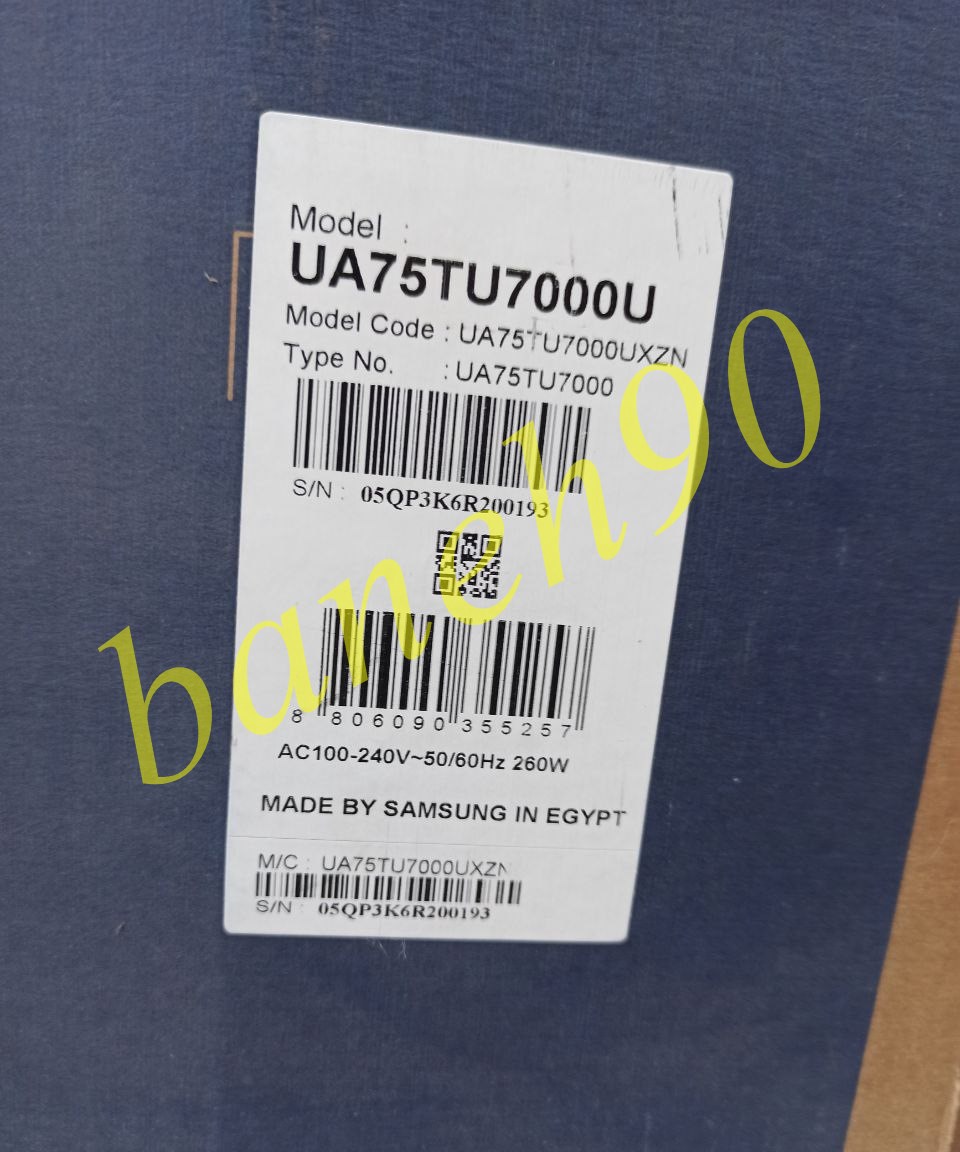 Model :
UA75TU7000U
Model Code : UA75TU7000UXZN
Type No. : UA75TU7000
S/N : 05QP3K6R200193
8 806090 355257
AC100-240V~50/60Hz 260W
MADE BY SAMSUNG IN EGYPT
M/C : UA75TU7000UXZN
S/N : 05QP3K6R200193
baneh90